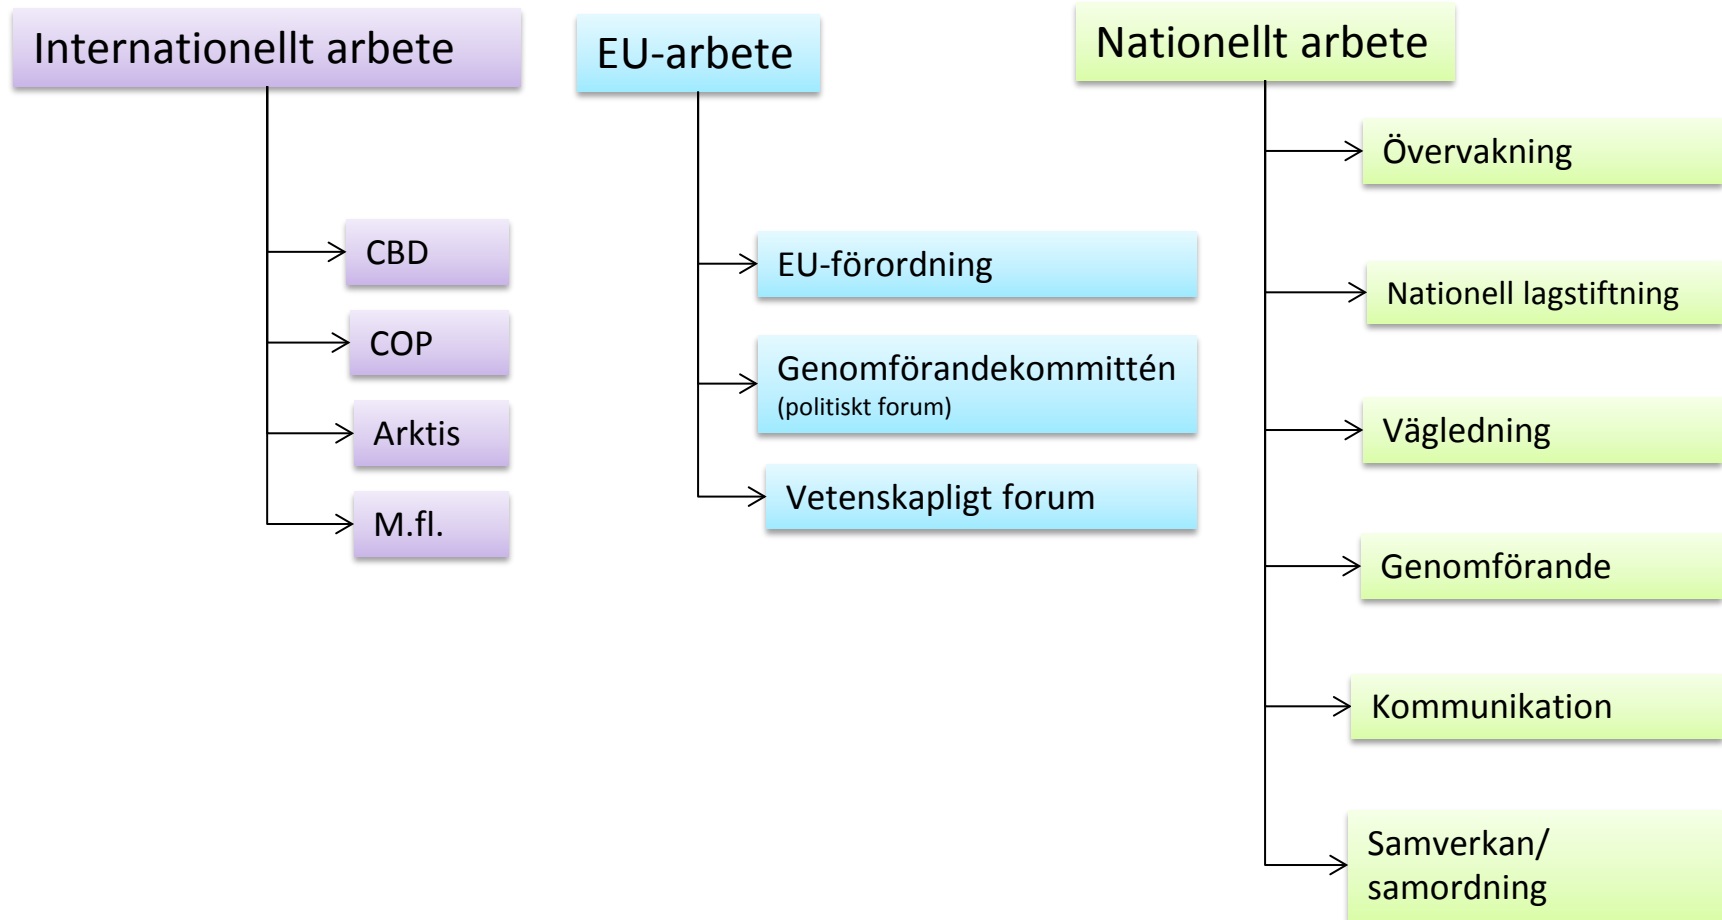 Internationellt arbete
CBD
COP
Arktis
M.fl.
EU-arbete
EU-förordning
Genomförandekommittén
(politiskt forum)
Vetenskapligt forum
Nationellt arbete
Övervakning
Nationell lagstiftning
Vägledning
Genomförande
Kommunikation
Samverkan/
samordning